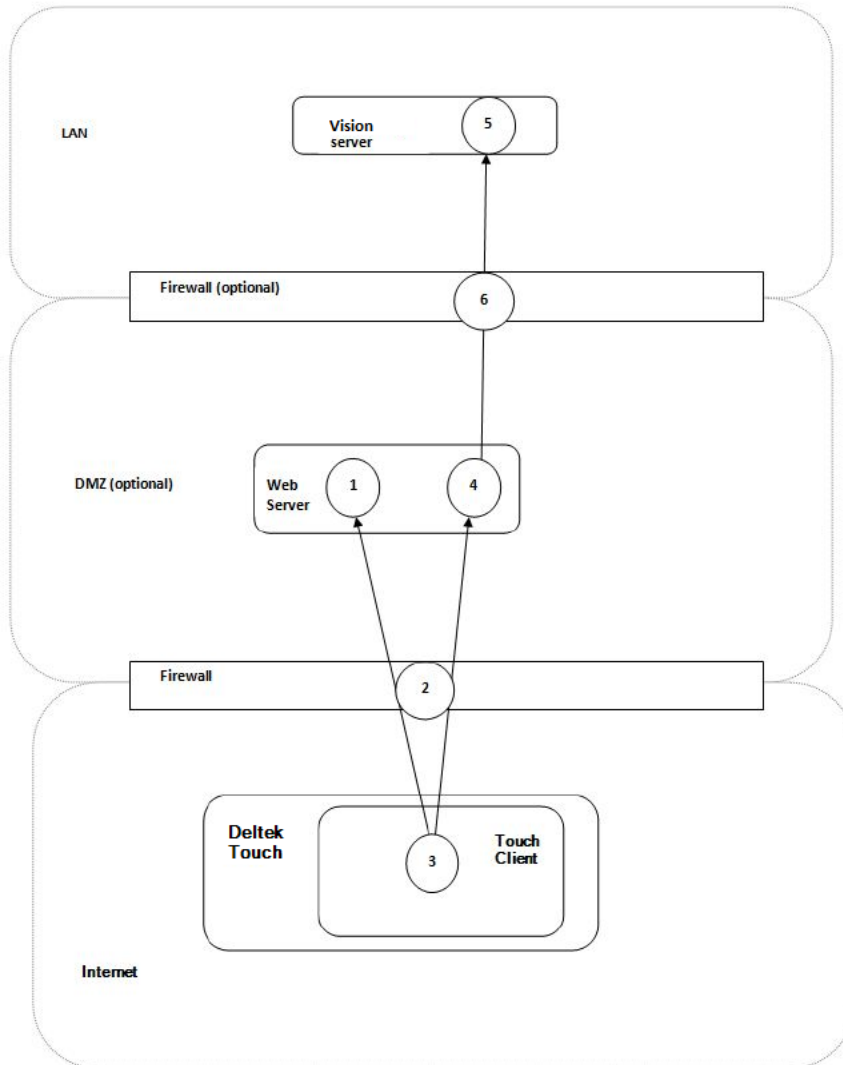 LAN
Vision
server
5
Firewall (optional)
6
DMZ (optional)
Web
Server
1
4
Firewall
2
Deltek
Touch
Touch
Client
3
Internet